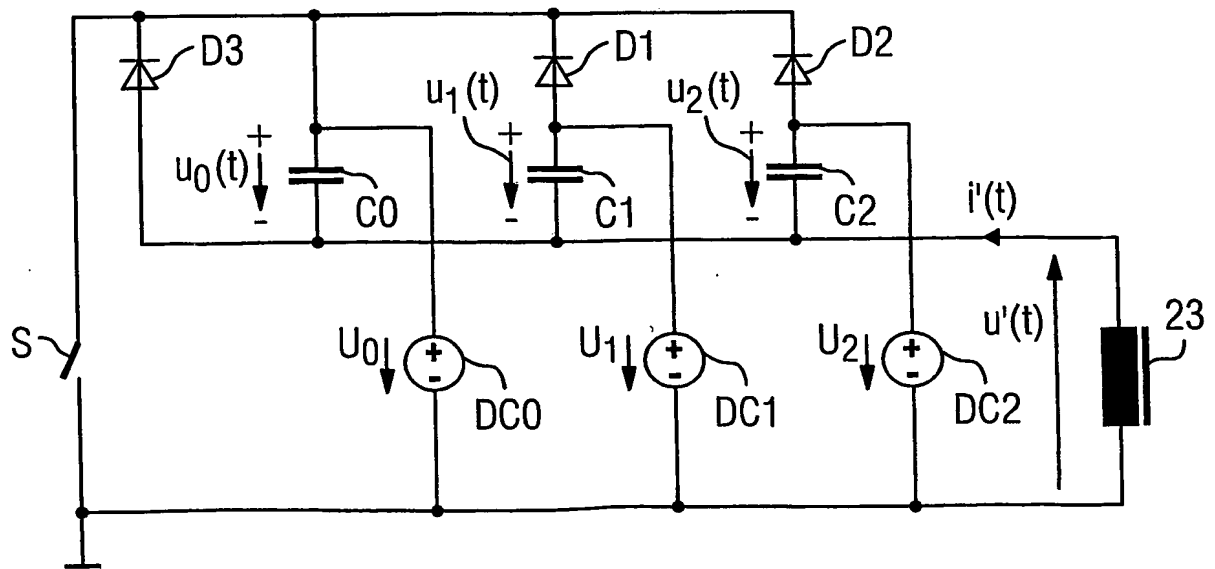 D3
D1
D2
u₁(t)
u₂(t)
+
-
u₀(t)
+
-
+
-
C0
C1
C2
i'(t)
S
U₀
+
-
DC0
U₁
+
-
DC1
U₂
+
-
DC2
u'(t)
23